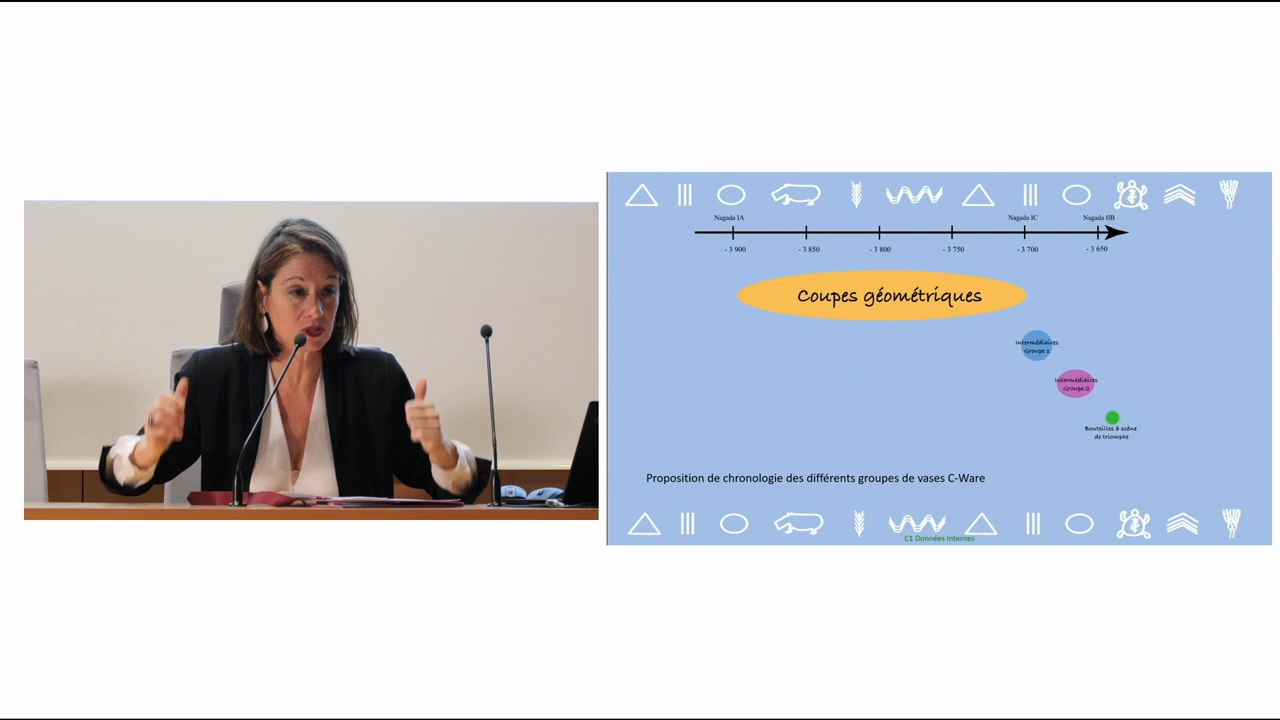 Nagada IA
Nagada IC
Nagada IIB
- 3 900
- 3 850
- 3 800
- 3 750
- 3 700
- 3 650
Coupes géométriques
Intermédiaires
Groupe 1
Intermédiaires
Groupe 2
Bouteilles à scène
de triomphe
Proposition de chronologie des différents groupes de vases C-Ware
C1 Données Internes